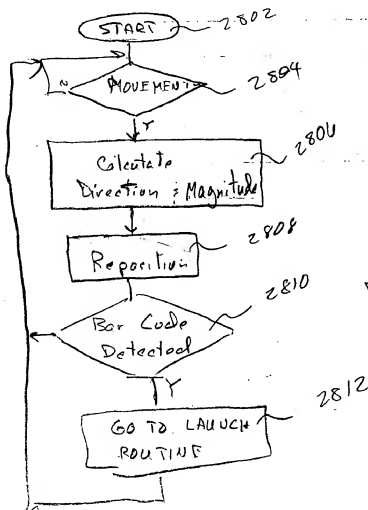 START
2802
MOVEMENT
2804
Y
Calculate
Direction & Magnitude
2806
Reposition
2808
Bar Code
Detected
2810
Y
GO TO LAUNCH
ROUTINE
2812